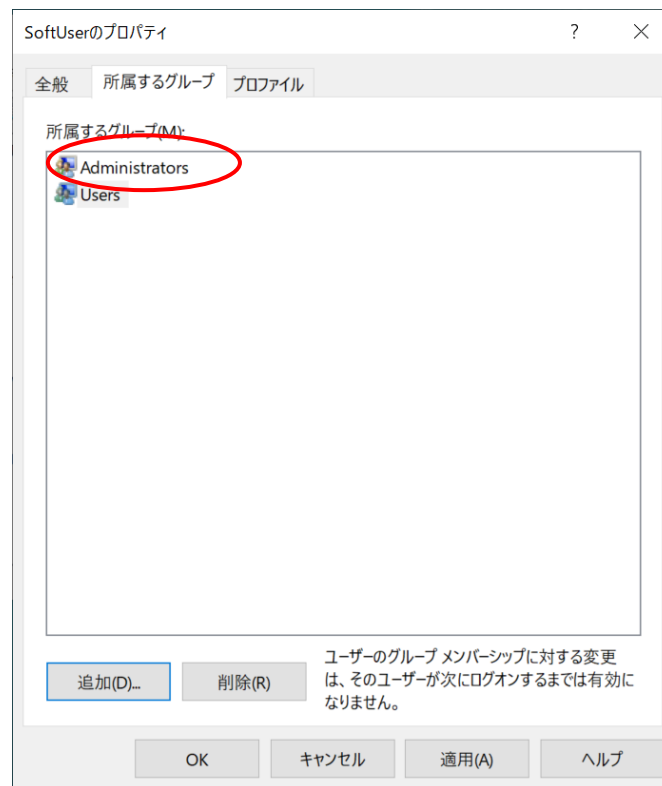 SoftUserのプロパティ
?
全般 所属するグループ プロファイル
所属するグループ(M):
Administrators
Users
追加(D)...
削除(R)
ユーザーのグループ メンバーシップに対する変更
は、そのユーザーが次にログオンするまでは有効に
なりません。
OK キャンセル 適用(A) ヘルプ